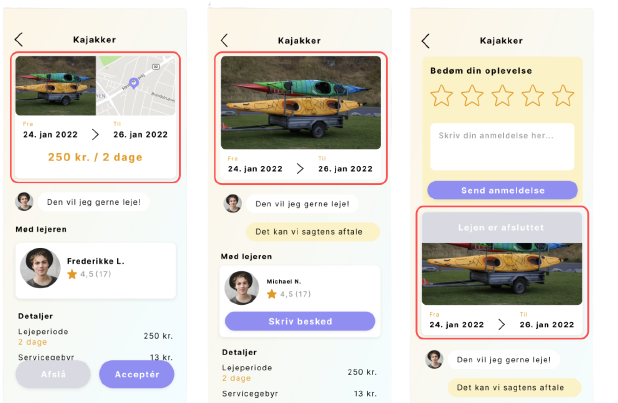 Kajakker
Fra
Til
24. jan 2022
26. jan 2022
250 kr. / 2 dage
Den vil jeg gerne leje!
Mød lejeren
Frederikke L.
4,5 (17)
Detaljer
Lejeperiode
250 kr.
2 dage
Servicegebyr
13 kr.
Afslå
Acceptér
Kajakker
Fra
Til
24. jan 2022
26. jan 2022
Den vil jeg gerne leje!
Det kan vi sagtens aftale
Mød lejeren
Michael N.
4,5 (17)
Skriv besked
Detaljer
Lejeperiode
250 kr.
2 dage
Servicegebyr
13 kr.
Kajakker
Bedøm din oplevelse
Skriv din anmeldelse her...
Send anmeldelse
Lejen er afsluttet
Fra
Til
24. jan 2022
26. jan 2022
Den vil jeg gerne leje!
Det kan vi sagtens aftale